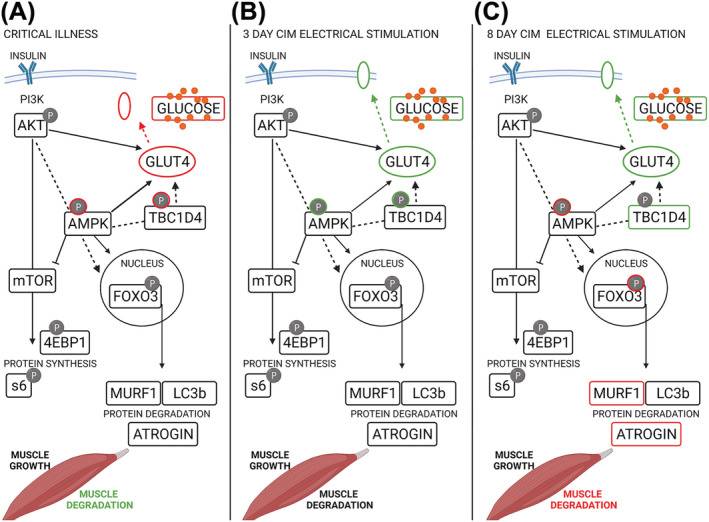 (A)
CRITICAL ILLNESS
INSULIN
PI3K
P
AKT
GLUCOSE
GLUT4
P
AMPK
P
TBC1D4
mTOR
NUCLEUS
P
FOXO3
P
4EBP1
PROTEIN SYNTHESIS
P
s6
MURF1 LC3b
PROTEIN DEGRADATION
ATROGIN
MUSCLE
GROWTH
MUSCLE
DEGRADATION
(B)
3 DAY CIM ELECTRICAL STIMULATION
INSULIN
PI3K
P
AKT
GLUCOSE
GLUT4
P
AMPK
P
TBC1D4
mTOR
NUCLEUS
P
FOXO3
P
4EBP1
PROTEIN SYNTHESIS
P
s6
MURF1 LC3b
PROTEIN DEGRADATION
ATROGIN
MUSCLE
GROWTH
MUSCLE
DEGRADATION
(C)
8 DAY CIM ELECTRICAL STIMULATION
INSULIN
PI3K
P
AKT
GLUCOSE
GLUT4
P
AMPK
P
TBC1D4
mTOR
NUCLEUS
P
FOXO3
P
4EBP1
PROTEIN SYNTHESIS
P
s6
MURF1 LC3b
PROTEIN DEGRADATION
ATROGIN
MUSCLE
GROWTH
MUSCLE
DEGRADATION